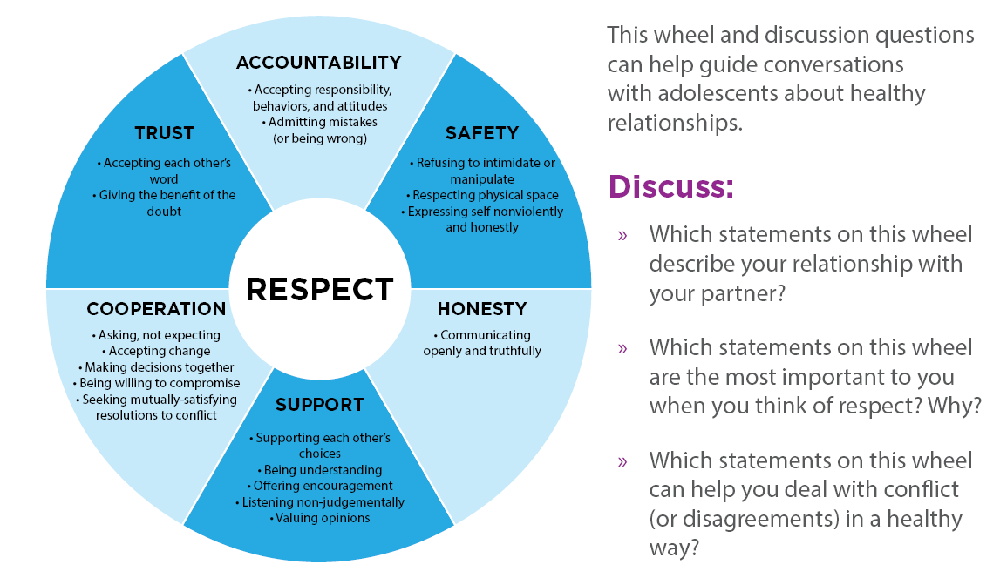 ACCOUNTABILITY
• Accepting responsibility,
behaviors, and attitudes
• Admitting mistakes
(or being wrong)
SAFETY
• Refusing to intimidate or
manipulate
• Respecting physical space
• Expressing self nonviolently
and honestly
HONESTY
• Communicating
openly and truthfully
SUPPORT
• Supporting each other's
choices
• Being understanding
• Offering encouragement
• Listening non-judgementally
• Valuing opinions
COOPERATION
• Asking, not expecting
• Accepting change
• Making decisions together
• Being willing to compromise
• Seeking mutually-satisfying
resolutions to conflict
TRUST
• Accepting each other's
word
• Giving the benefit of the
doubt
RESPECT
This wheel and discussion questions
can help guide conversations
with adolescents about healthy
relationships.
Discuss:
» Which statements on this wheel
describe your relationship with
your partner?
» Which statements on this wheel
are the most important to you
when you think of respect? Why?
» Which statements on this wheel
can help you deal with conflict
(or disagreements) in a healthy
way?